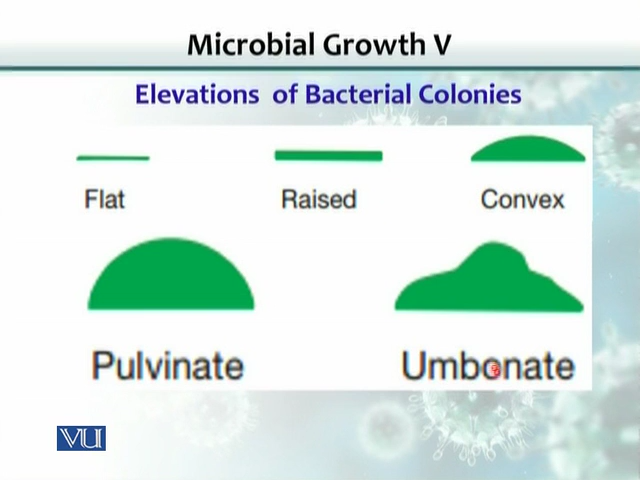 Microbial Growth V
Elevations of Bacterial Colonies
Flat Raised Convex
Pulvinate Umbonate
VU